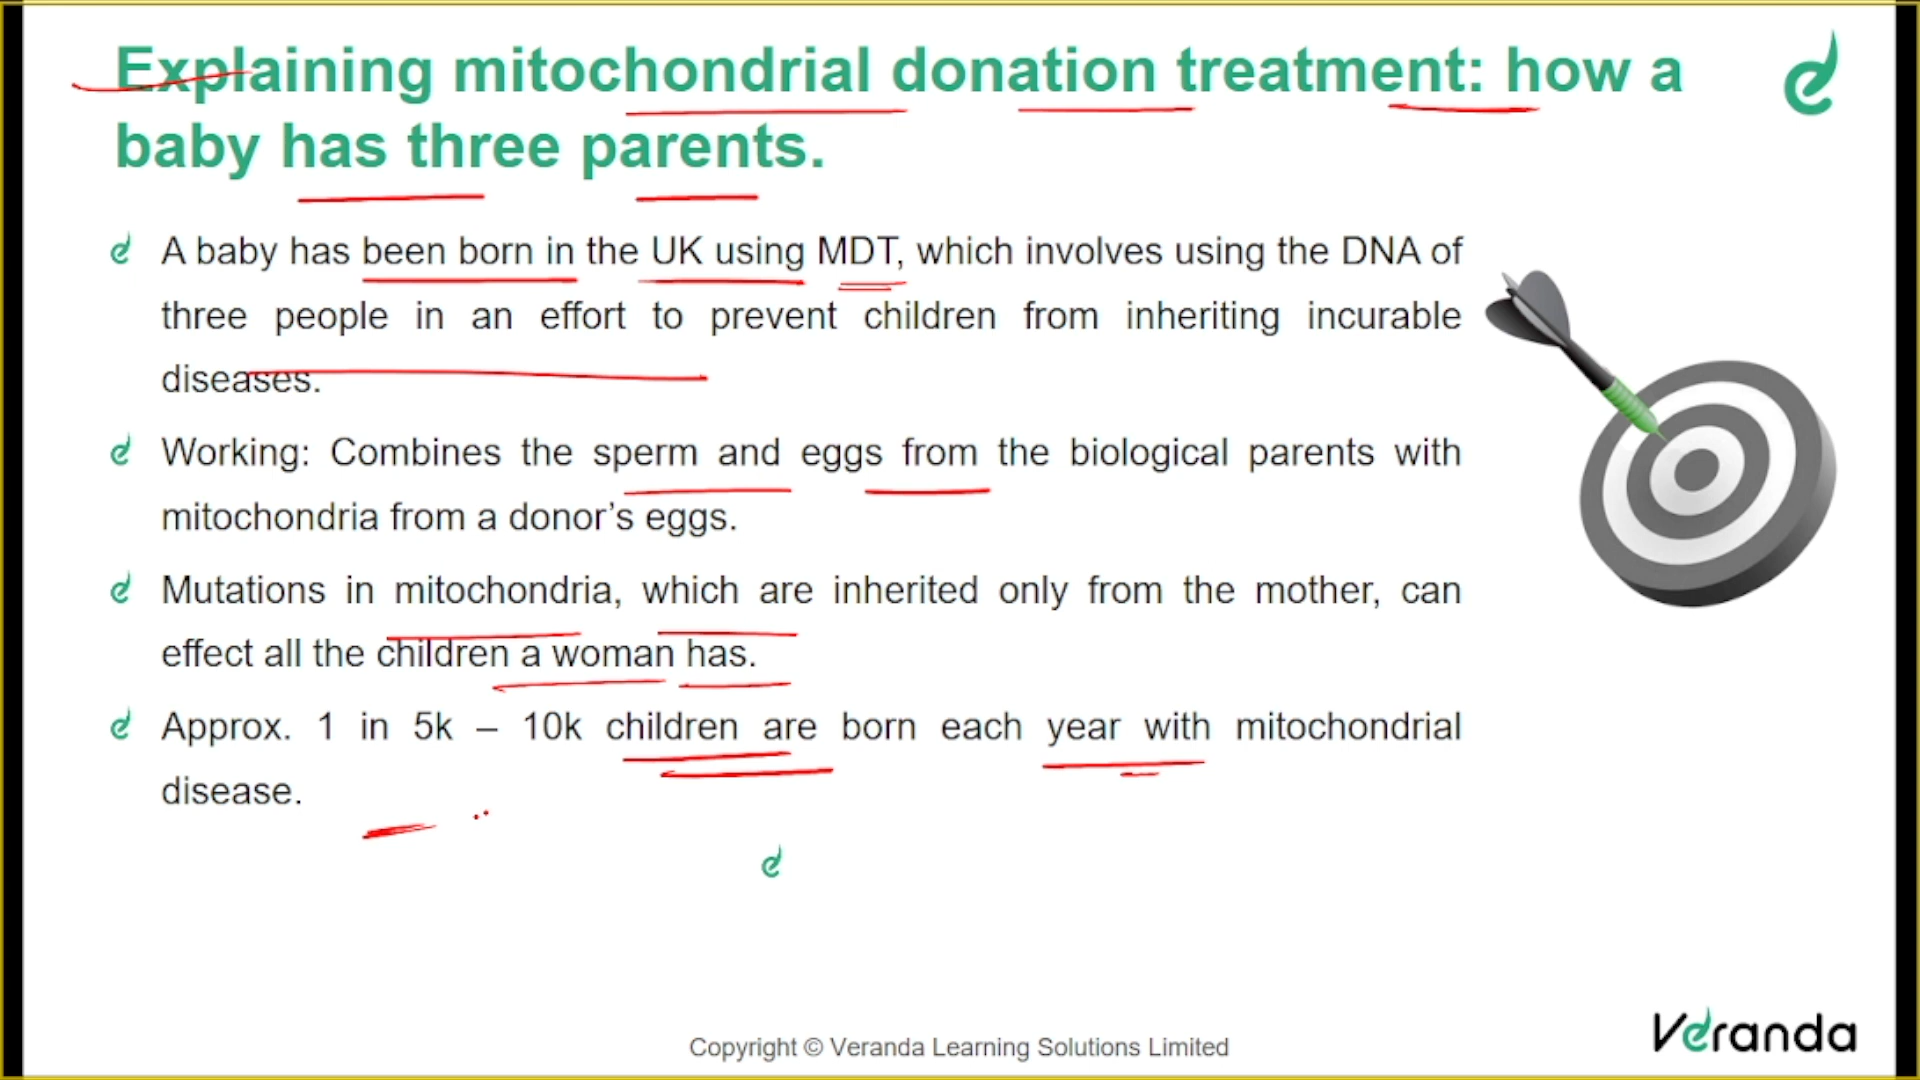 Explaining mitochondrial donation treatment: how a
baby has three parents.
A baby has been born in the UK using MDT, which involves using the DNA of
three people in an effort to prevent children from inheriting incurable
diseases.
Working: Combines the sperm and eggs from the biological parents with
mitochondria from a donor’s eggs.
Mutations in mitochondria, which are inherited only from the mother, can
effect all the children a woman has.
Approx. 1 in 5k – 10k children are born each year with mitochondrial
disease.
Veranda
Copyright © Veranda Learning Solutions Limited